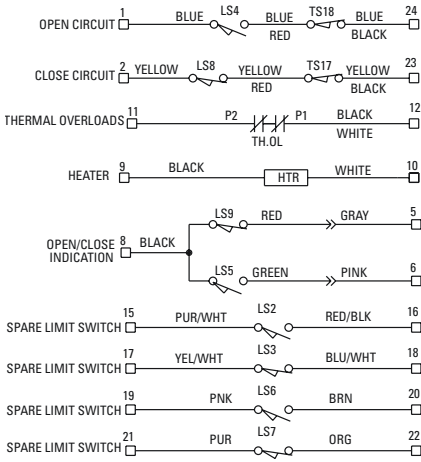 1 BLUE LS4 BLUE TS18 BLUE 24
OPEN CIRCUIT RED BLACK
2 YELLOW LS8 YELLOW TS17 YELLOW 23
CLOSE CIRCUIT RED BLACK
11 P2 P1 BLACK 12
THERMAL OVERLOADS TH.OL WHITE
9 BLACK WHITE 10
HEATER HTR
LS9 RED GRAY 5
OPEN/CLOSE 8 BLACK
INDICATION
LS5 GREEN PINK 6
15 PUR/WHT LS2 RED/BLK 16
SPARE LIMIT SWITCH
17 YEL/WHT LS3 BLU/WHT 18
SPARE LIMIT SWITCH
19 PNK LS6 BRN 20
SPARE LIMIT SWITCH
21 PUR LS7 ORG 22
SPARE LIMIT SWITCH